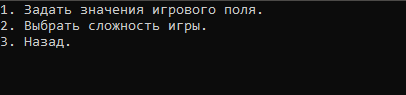 1. Задать значения игрового поля.
2. Выбрать сложность игры.
3. Назад.